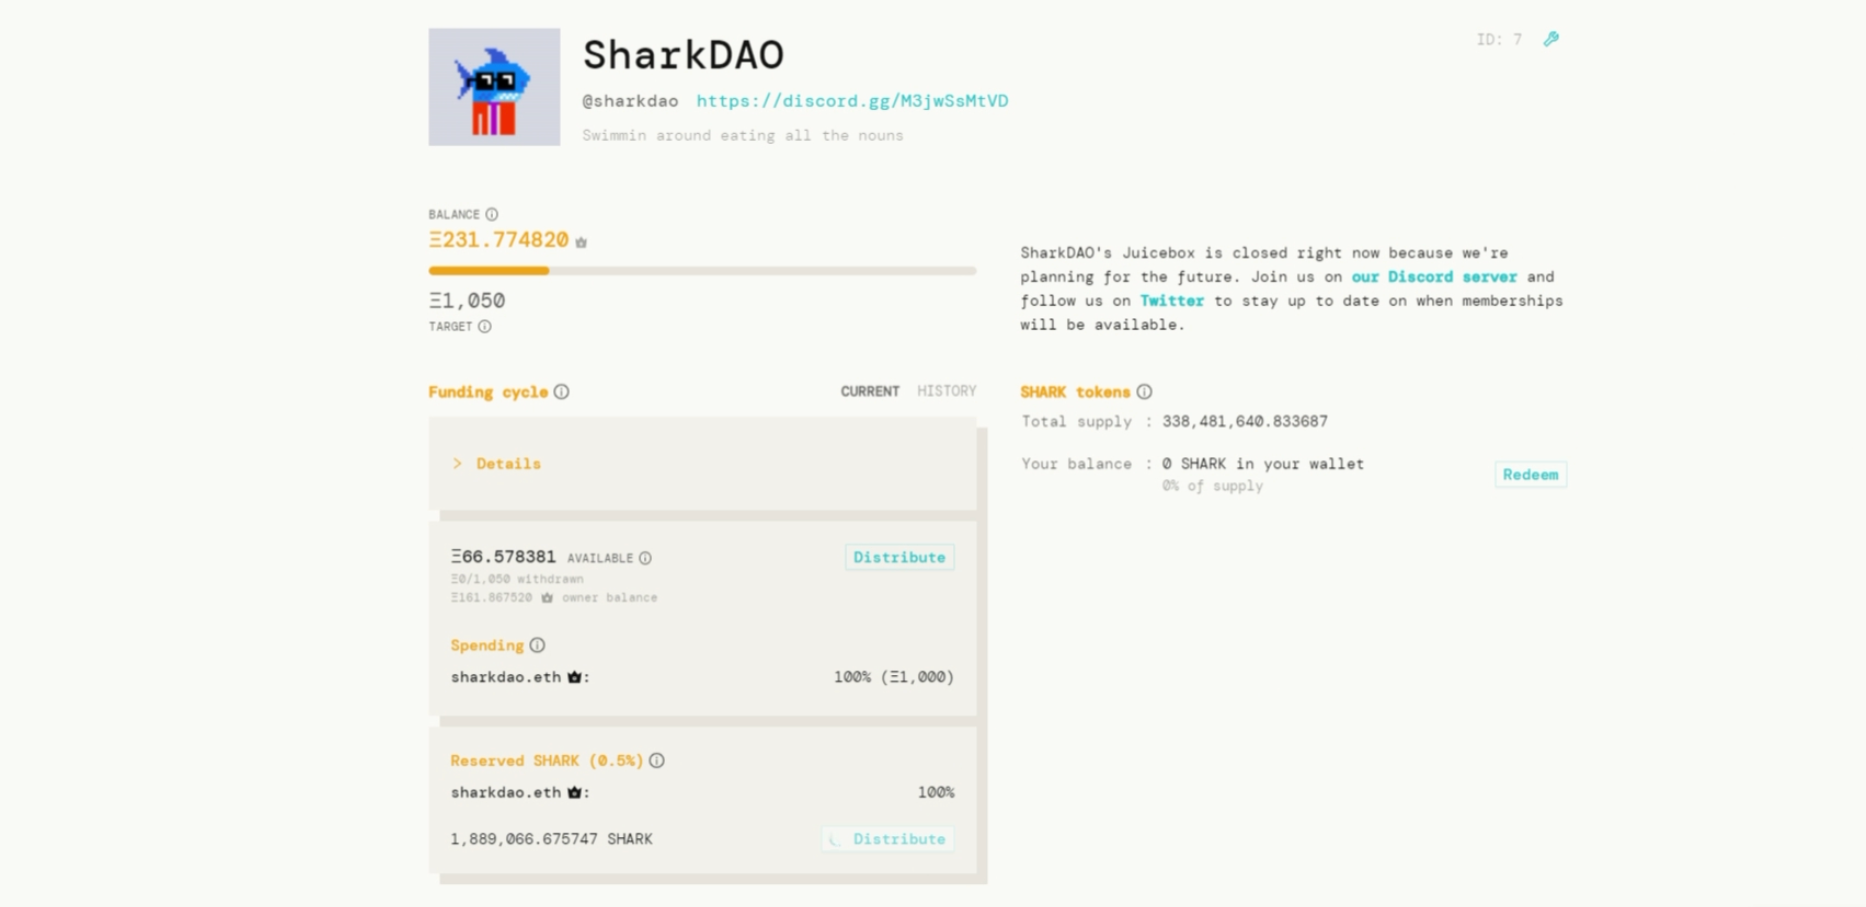 SharkDAO
ID: 7
@sharkdao https://discord.gg/M3jwSsMtVD
Swimmin around eating all the nouns
BALANCE
Ξ231.774820
Ξ1,050
TARGET
SharkDAO's Juicebox is closed right now because we're
planning for the future. Join us on our Discord server and
follow us on Twitter to stay up to date on when memberships
will be available.
Funding cycle
CURRENT HISTORY
> Details
Ξ66.578381 AVAILABLE
Distribute
Ξ0/1,050 withdrawn
Ξ161.867520 owner balance
Spending
sharkdao.eth : 100% (Ξ1,000)
Reserved SHARK (0.5%)
sharkdao.eth : 100%
1,889,066.675747 SHARK
Distribute
SHARK tokens
Total supply : 338,481,640.833687
Your balance : 0 SHARK in your wallet
0% of supply
Redeem